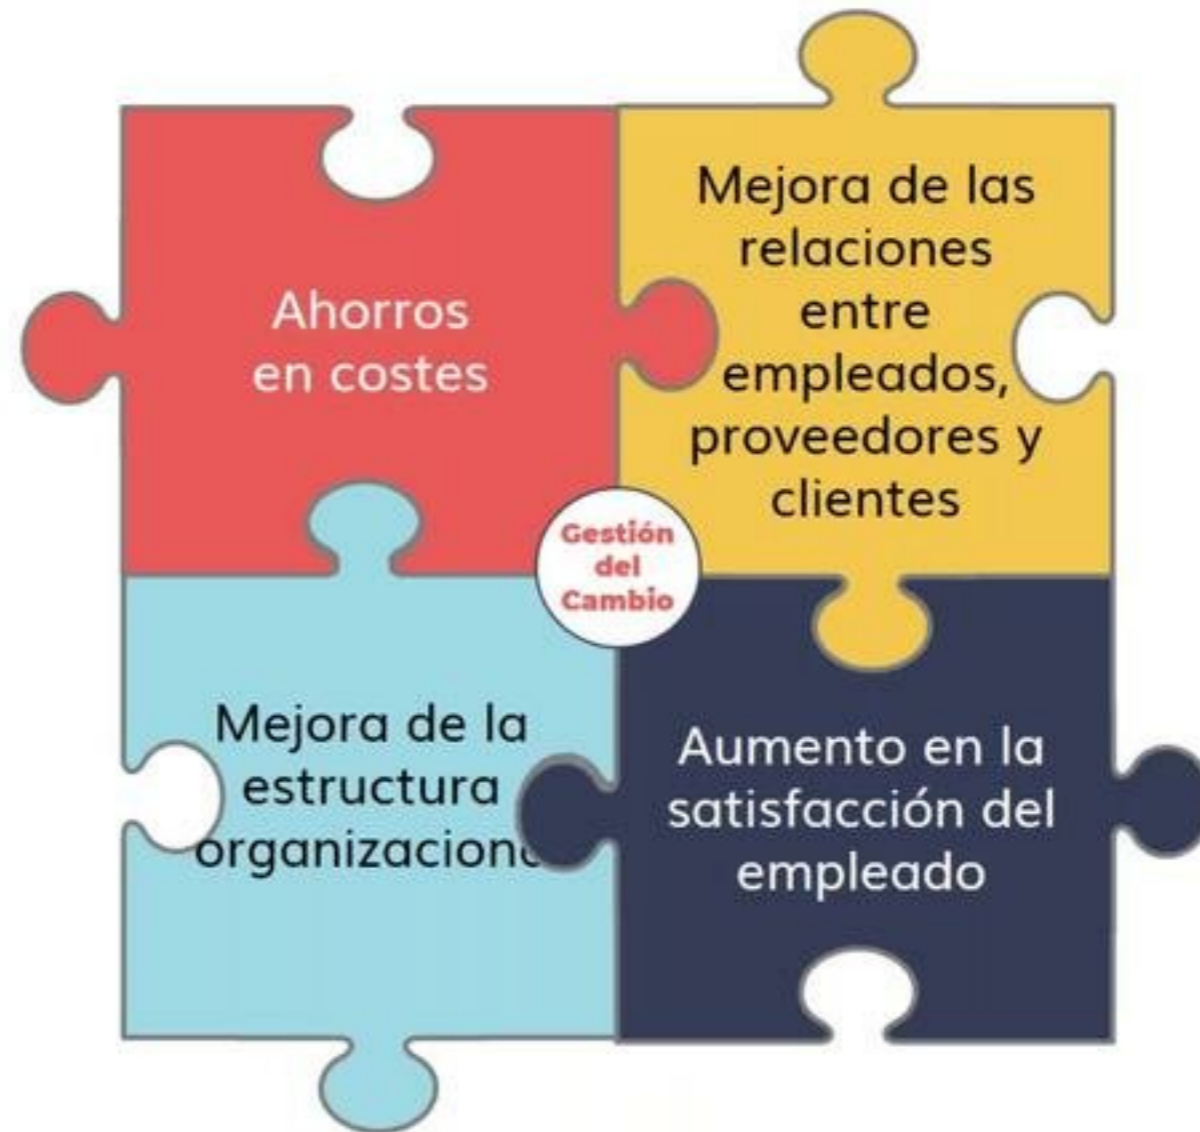 Ahorros
en costes
Mejora de las
relaciones
entre
empleados,
proveedores y
clientes
Gestión
del
Cambio
Mejora de la
estructura
Aumento en la
satisfacción del
empleado